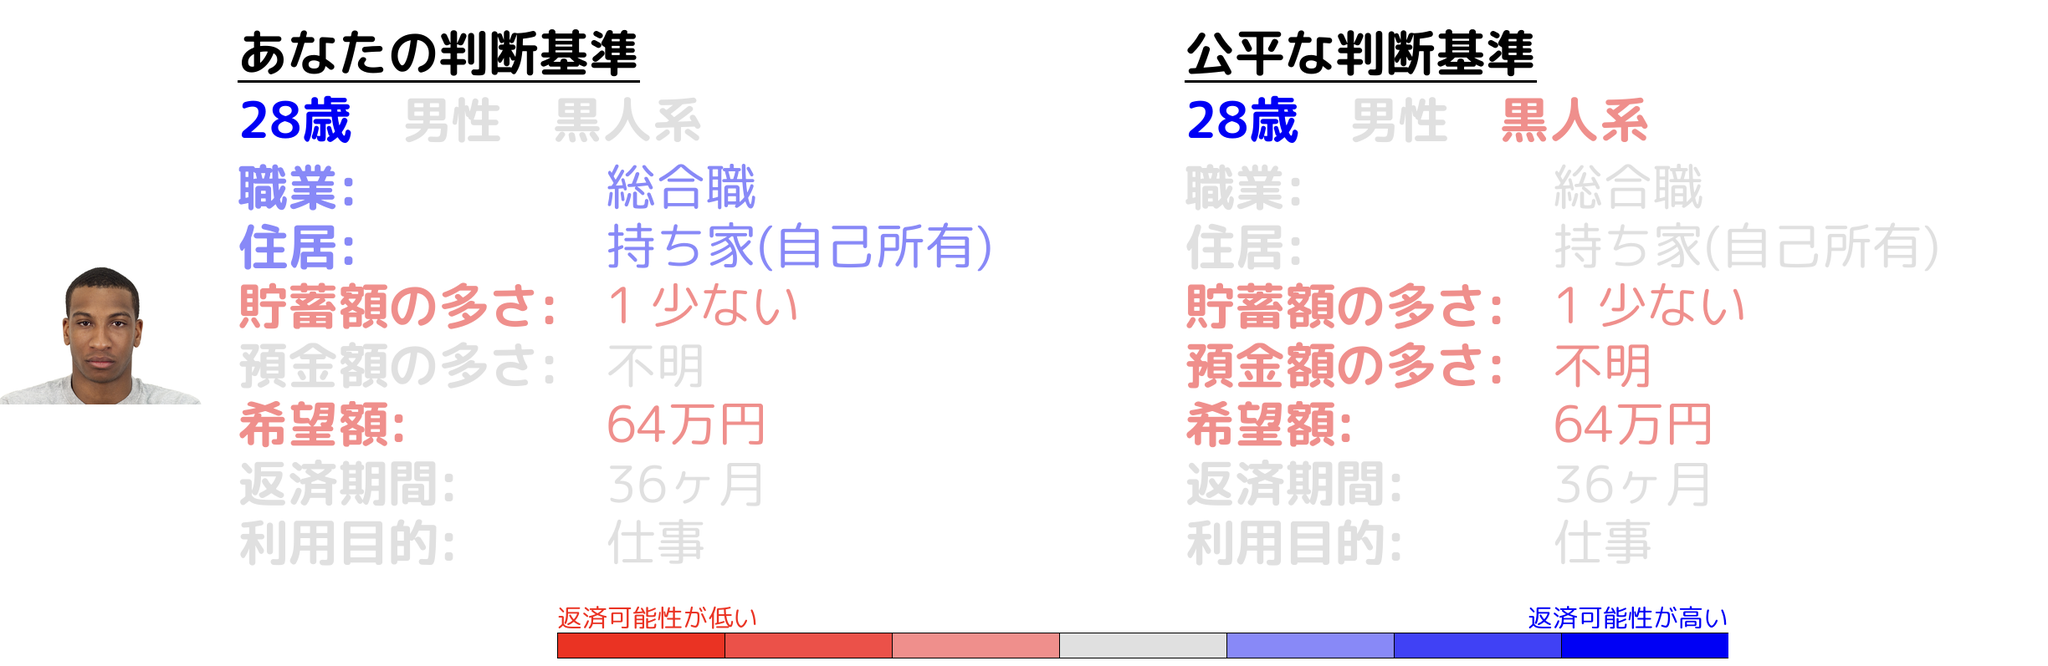 あなたの判断基準
28歳 男性 黒人系
職業: 総合職
住居: 持ち家(自己所有)
貯蓄額の多さ: 1 少ない
預金額の多さ: 不明
希望額: 64万円
返済期間: 36ヶ月
利用目的: 仕事
公平な判断基準
28歳 男性 黒人系
職業: 総合職
住居: 持ち家(自己所有)
貯蓄額の多さ: 1 少ない
預金額の多さ: 不明
希望額: 64万円
返済期間: 36ヶ月
利用目的: 仕事
返済可能性が低い
返済可能性が高い